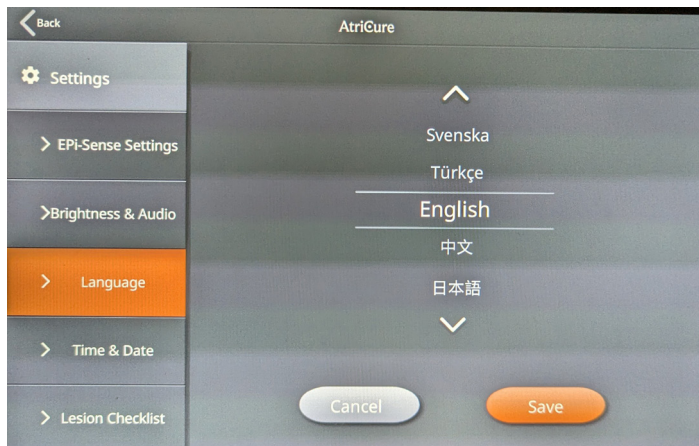 Back
AtriCure
Settings
EPi-Sense Settings
Brightness & Audio
Language
Time & Date
Lesion Checklist
Svenska
Türkçe
English
中文
日本語
Cancel
Save